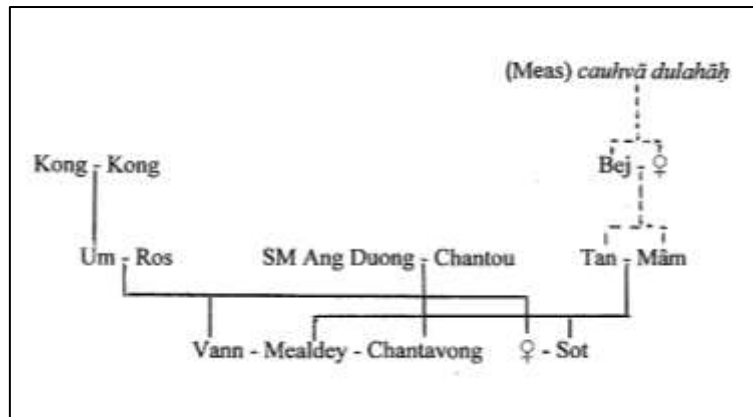 (Meas) cauhvā dulahāḥ
Kong - Kong
Bej - ♀
Um - Ros
SM Ang Duong - Chantou
Tan - Mâm
Vann - Mealdey - Chantavong
♀ - Sot